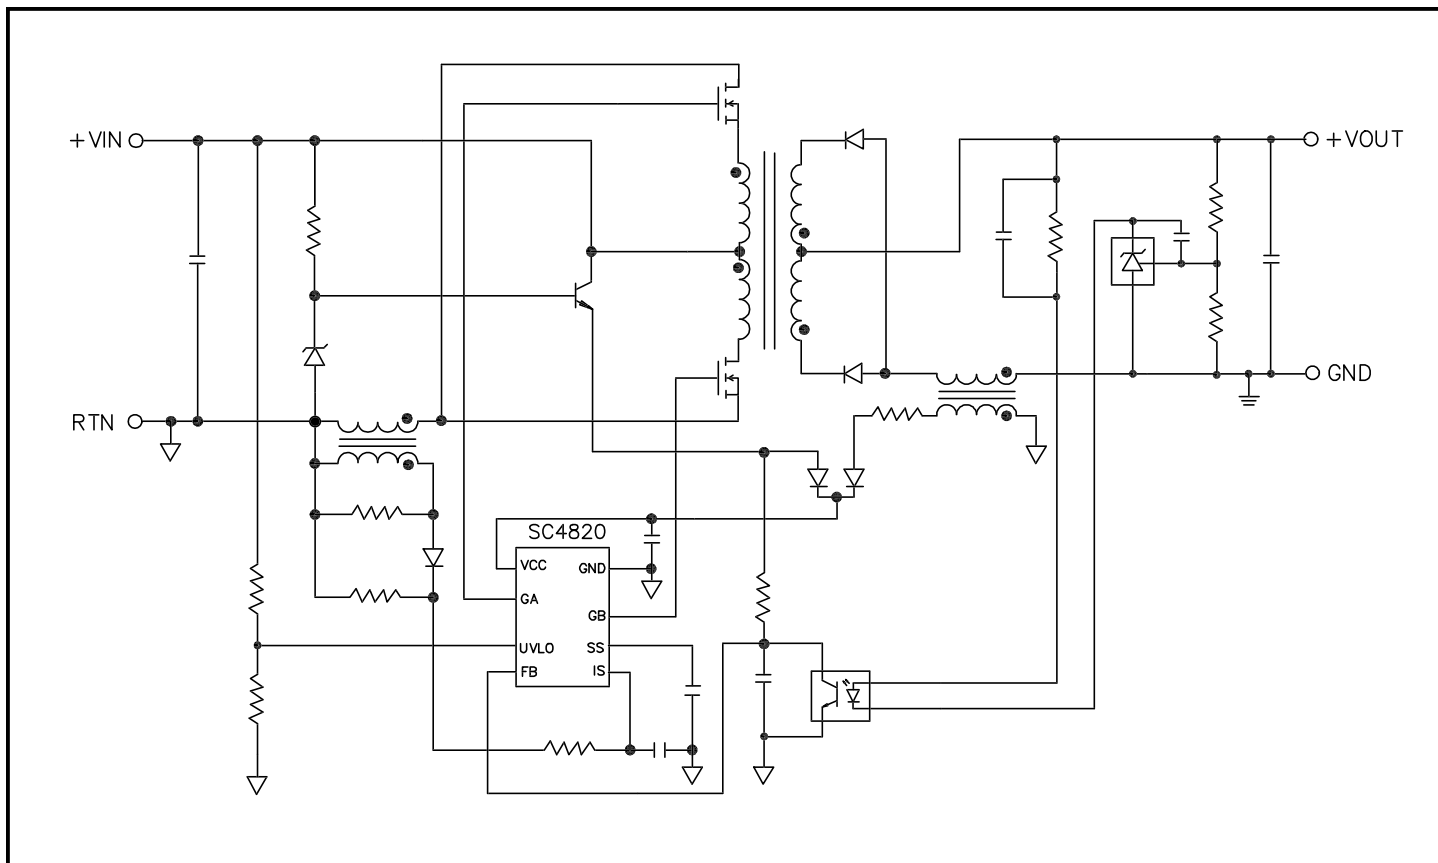 +VIN
+VOUT
GND
RTN
SC4820
VCC
GND
GA
GB
UVLO
SS
FB
IS